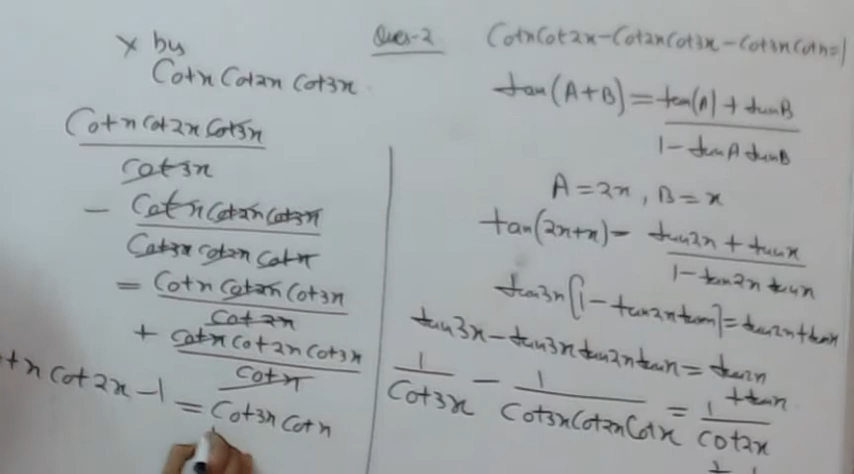 Ques-2 Cotx Cot2x - Cot2x Cot3x - Cot3x Cotx = 1
tan(A+B) = tan(A) + tanB
1 - tanA tanB
A = 2x, B = x
tan(2x+x) = tan2x + tanx
1 - tan2x tanx
tan3x [1 - tan2x tanx] = tan2x + tanx
tan3x - tan3x tan2x tanx = tan2x
+ tanx
1 - 1 = 1
Cot3x Cot3x Cot2x Cotx Cot2x
x by
Cotx Cot2x Cot3x
Cotx Cot2x Cot3x
Cot3x
- Cotx Cot2x Cot3x
Cot3x Cot2x Cotx
= Cotx Cot2x Cot3x
Cot2x
+ Cotx Cot2x Cot3x
Cotx
tx Cot2x - 1 = Cot3x Cotx